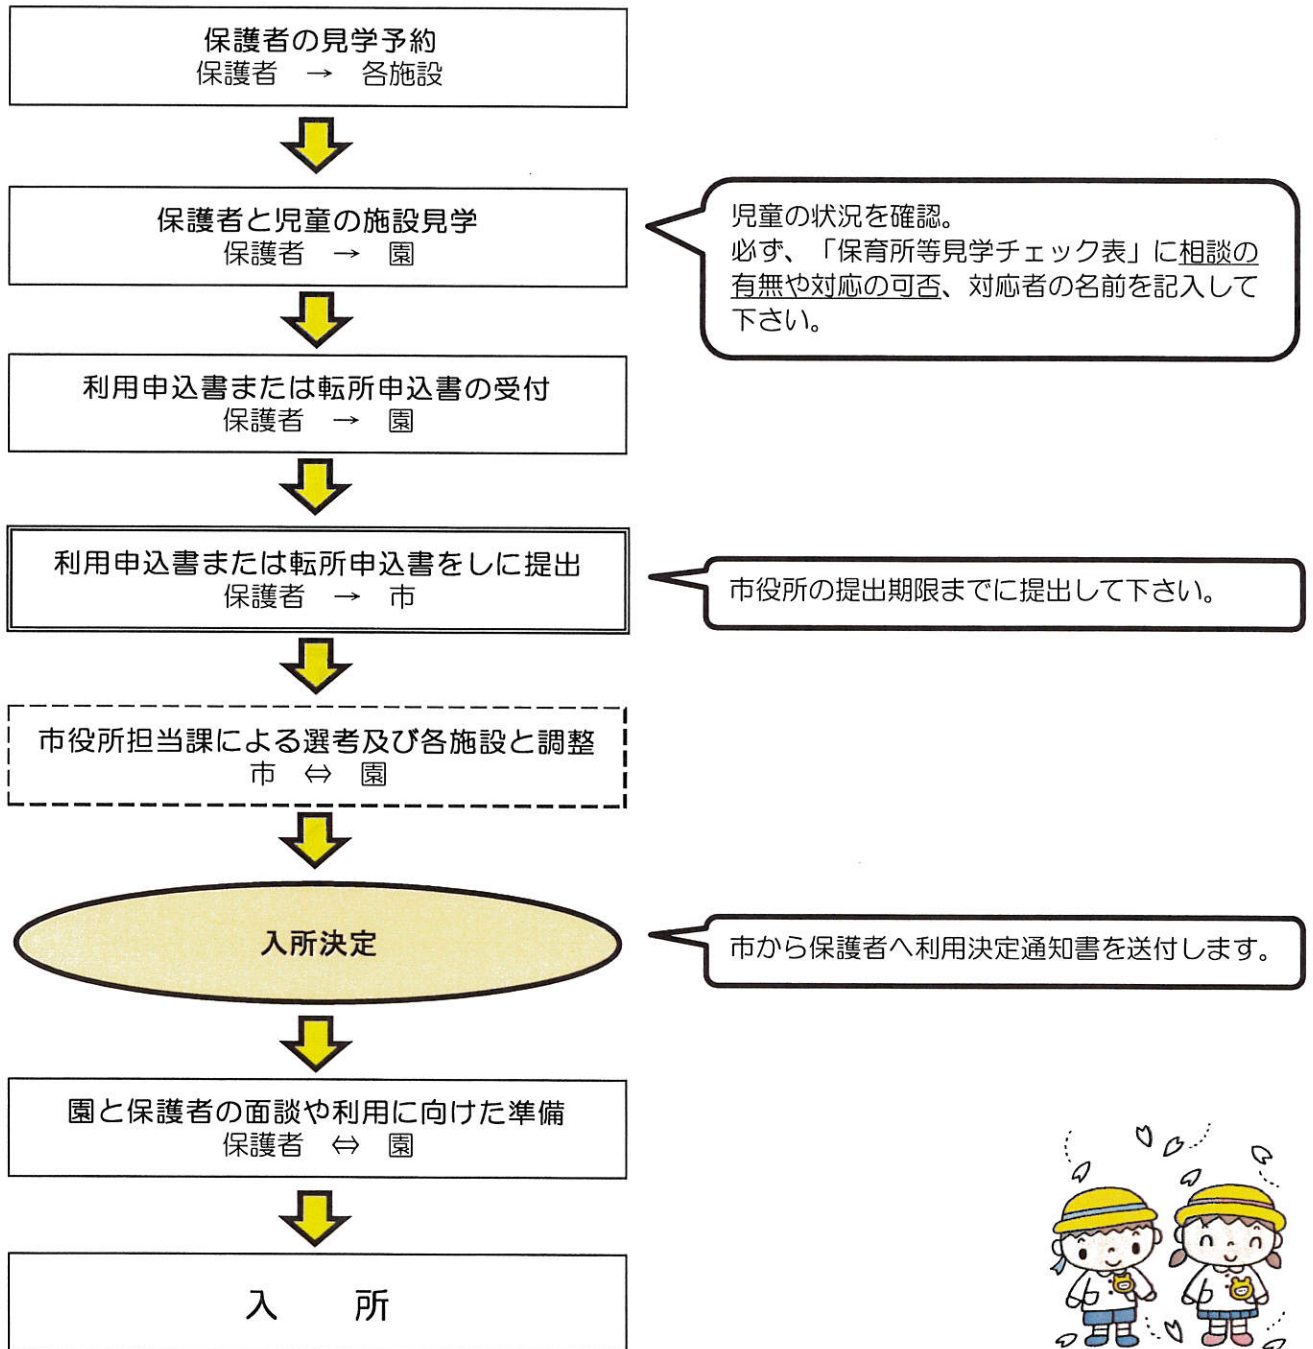 保護者の見学予約
保護者 → 各施設
保護者と児童の施設見学
保護者 → 園
児童の状況を確認。
必ず、「保育所等見学チェック表」に相談の
有無や対応の可否、対応者の名前を記入して
下さい。
利用申込書または転所申込書の受付
保護者 → 園
利用申込書または転所申込書をしに提出
保護者 → 市
市役所の提出期限までに提出して下さい。
市役所担当課による選考及び各施設と調整
市 ⇔ 園
入所決定
市から保護者へ利用決定通知書を送付します。
園と保護者の面談や利用に向けた準備
保護者 ⇔ 園
入 所